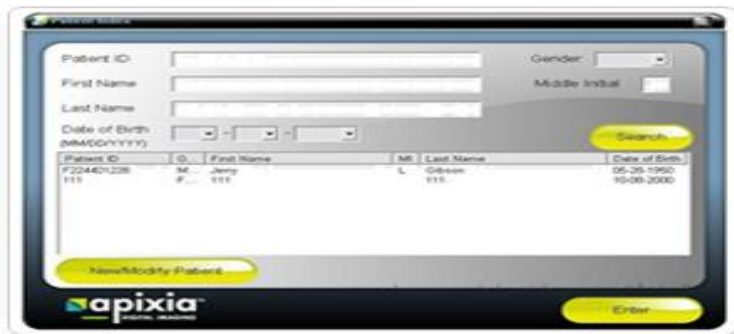 Patient Index
Patient ID Gender
First Name Middle Initial
Last Name
Date of Birth - -
(MM/DD/YYYY) Search
Patient ID G... First Name MI Last Name Date of Birth
F224401228 M... Jerry L Gibson 05-28-1950
111 F... 111 111 10-08-2000
New/Modify Patient
apixia
DIGITAL IMAGING
Enter